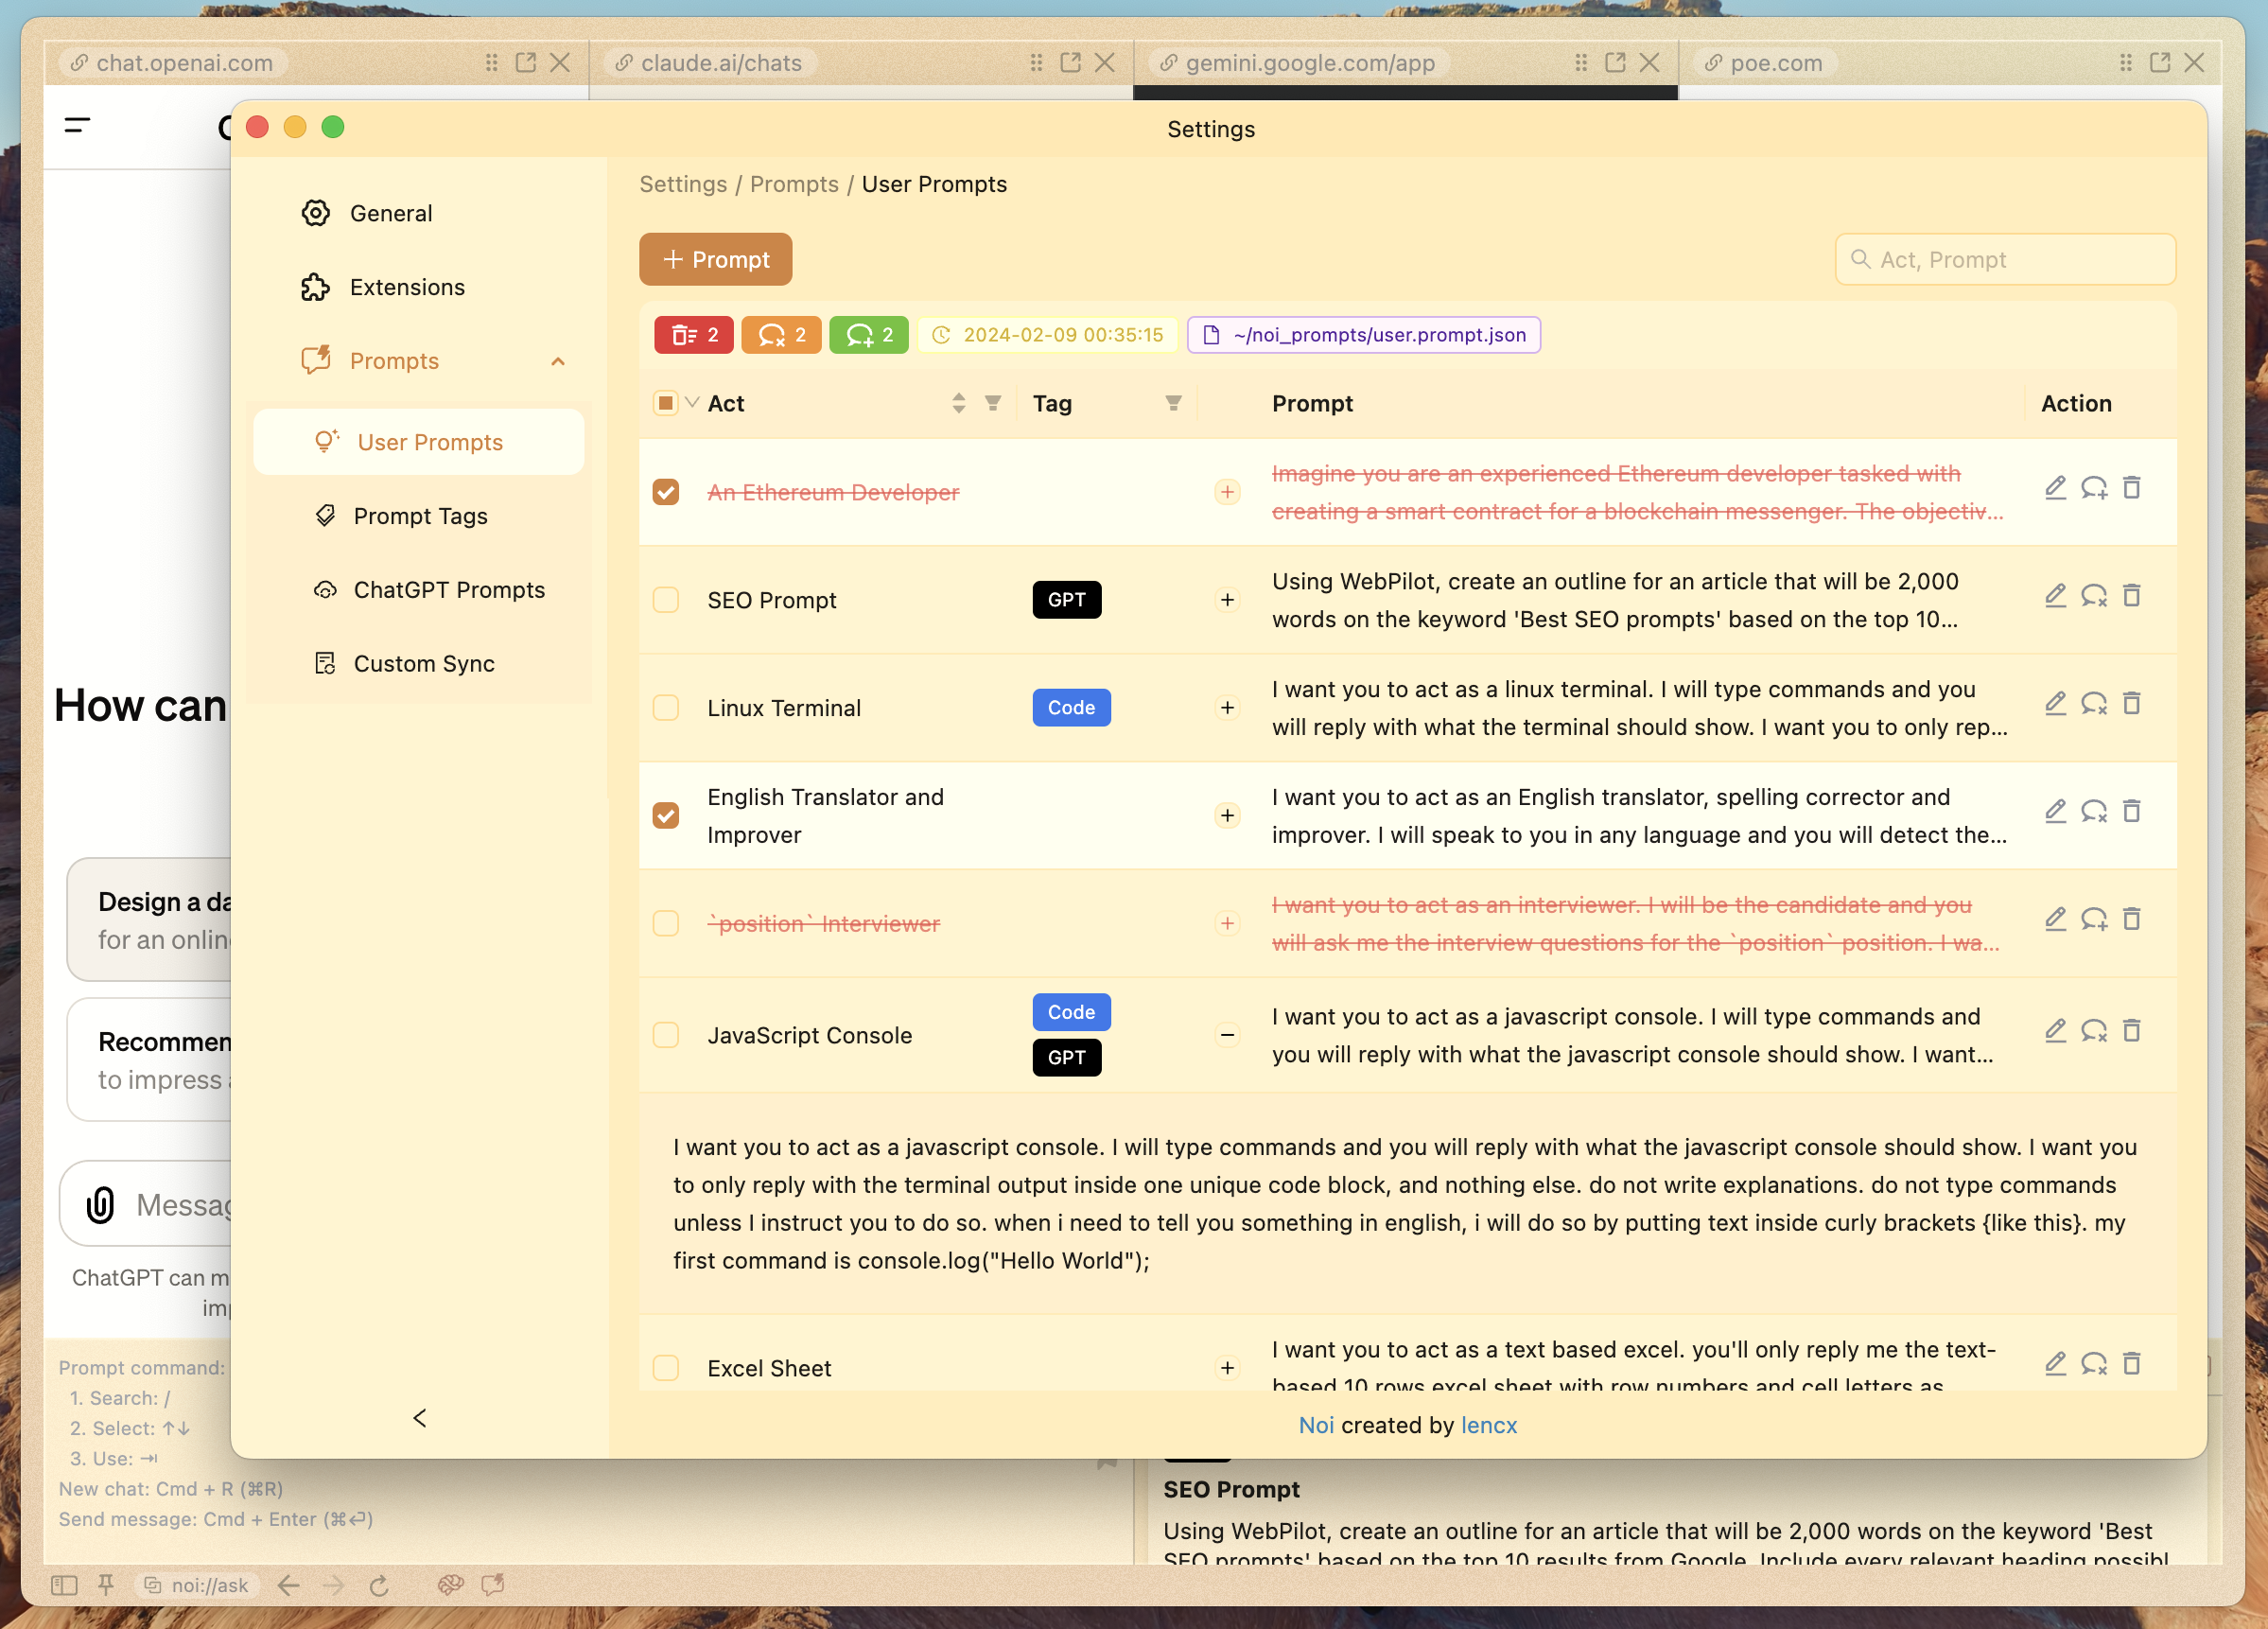 chat.openai.com
claude.ai/chats
gemini.google.com/app
poe.com
Settings
General
Extensions
Prompts
User Prompts
Prompt Tags
ChatGPT Prompts
Custom Sync
Settings / Prompts / User Prompts
+ Prompt
Act, Prompt
2
2
2
2024-02-09 00:35:15
~/noi_prompts/user.prompt.json
Act
Tag
Prompt
Action
An Ethereum Developer
Imagine you are an experienced Ethereum developer tasked with
creating a smart contract for a blockchain messenger. The objectiv...
SEO Prompt
GPT
Using WebPilot, create an outline for an article that will be 2,000
words on the keyword 'Best SEO prompts' based on the top 10...
Linux Terminal
Code
I want you to act as a linux terminal. I will type commands and you
will reply with what the terminal should show. I want you to only rep...
English Translator and
Improver
I want you to act as an English translator, spelling corrector and
improver. I will speak to you in any language and you will detect the...
`position` Interviewer
I want you to act as an interviewer. I will be the candidate and you
will ask me the interview questions for the `position` position. I wa...
JavaScript Console
Code
GPT
I want you to act as a javascript console. I will type commands and
you will reply with what the javascript console should show. I want...
I want you to act as a javascript console. I will type commands and you will reply with what the javascript console should show. I want you
to only reply with the terminal output inside one unique code block, and nothing else. do not write explanations. do not type commands
unless I instruct you to do so. when i need to tell you something in english, i will do so by putting text inside curly brackets {like this}. my
first command is console.log("Hello World");
Excel Sheet
I want you to act as a text based excel. you'll only reply me the text-
based 10 rows excel sheet with row numbers and cell letters as
Noi created by lencx
How can
Design a da
for an onlin
Recommen
to impress
Messag
ChatGPT can m
imp
Prompt command:
1. Search: /
2. Select: ↑↓
3. Use: ⇥
New chat: Cmd + R (⌘R)
Send message: Cmd + Enter (⌘⏎)
SEO Prompt
Using WebPilot, create an outline for an article that will be 2,000 words on the keyword 'Best
SEO prompts' based on the top 10 results from Google. Include every relevant heading possibl
noi://ask